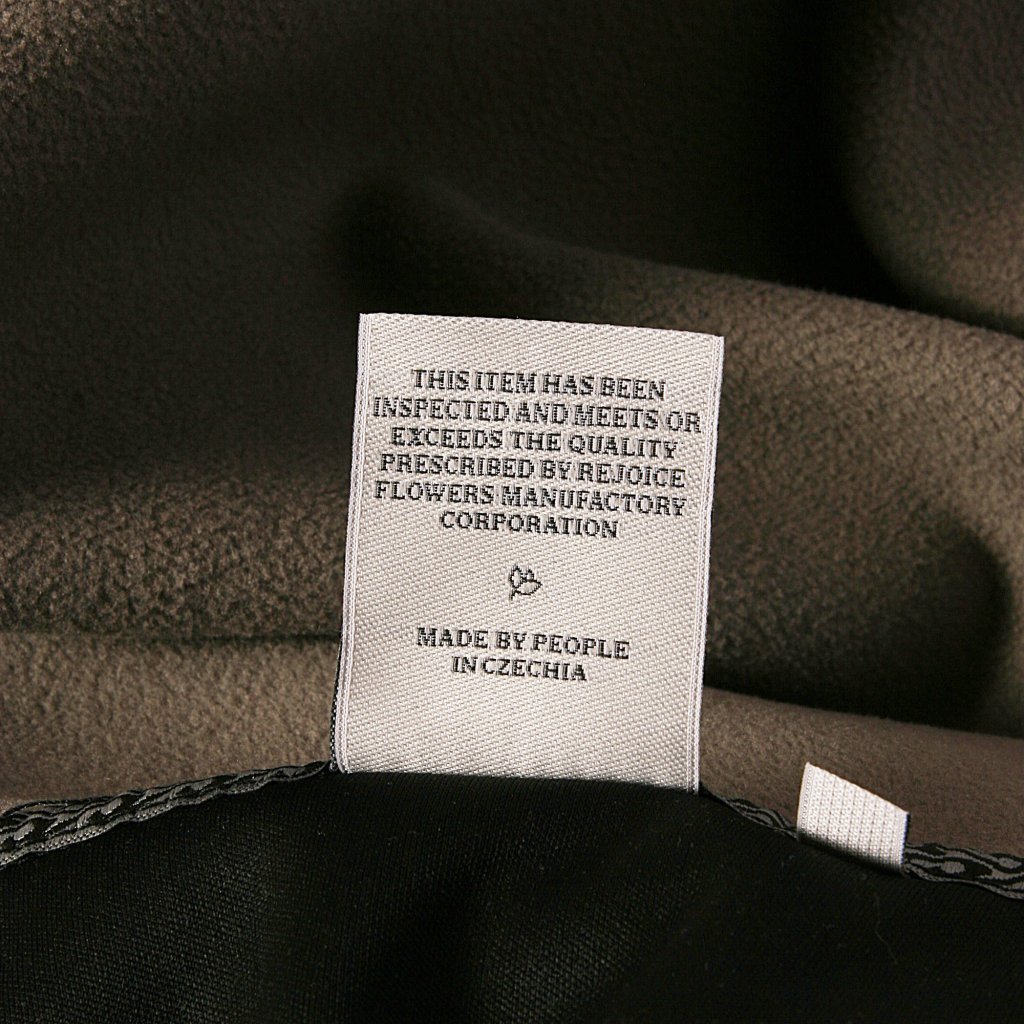 THIS ITEM HAS BEEN
INSPECTED AND MEETS OR
EXCEEDS THE QUALITY
PRESCRIBED BY REJOICE
FLOWERS MANUFACTORY
CORPORATION
MADE BY PEOPLE
IN CZECHIA